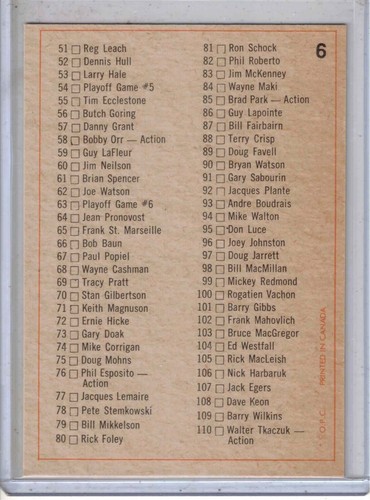 6
51 Reg Leach
52 Dennis Hull
53 Larry Hale
54 Playoff Game #5
55 Tim Ecclestone
56 Butch Goring
57 Danny Grant
58 Bobby Orr — Action
59 Guy LaFleur
60 Jim Neilson
61 Brian Spencer
62 Joe Watson
63 Playoff Game #6
64 Jean Pronovost
65 Frank St. Marseille
66 Bob Baun
67 Paul Popiel
68 Wayne Cashman
69 Tracy Pratt
70 Stan Gilbertson
71 Keith Magnuson
72 Ernie Hicke
73 Gary Doak
74 Mike Corrigan
75 Doug Mohns
76 Phil Esposito —
Action
77 Jacques Lemaire
78 Pete Stemkowski
79 Bill Mikkelson
80 Rick Foley
81 Ron Schock
82 Phil Roberto
83 Jim McKenney
84 Wayne Maki
85 Brad Park — Action
86 Guy Lapointe
87 Bill Fairbairn
88 Terry Crisp
89 Doug Favell
90 Bryan Watson
91 Gary Sabourin
92 Jacques Plante
93 Andre Boudrais
94 Mike Walton
95 Don Luce
96 Joey Johnston
97 Doug Jarrett
98 Bill MacMillan
99 Mickey Redmond
100 Rogatien Vachon
101 Barry Gibbs
102 Frank Mahovlich
103 Bruce MacGregor
104 Ed Westfall
105 Rick MacLeish
106 Nick Harbaruk
107 Jack Egers
108 Dave Keon
109 Barry Wilkins
110 Walter Tkaczuk —
Action
O.P.C. PRINTED IN CANADA